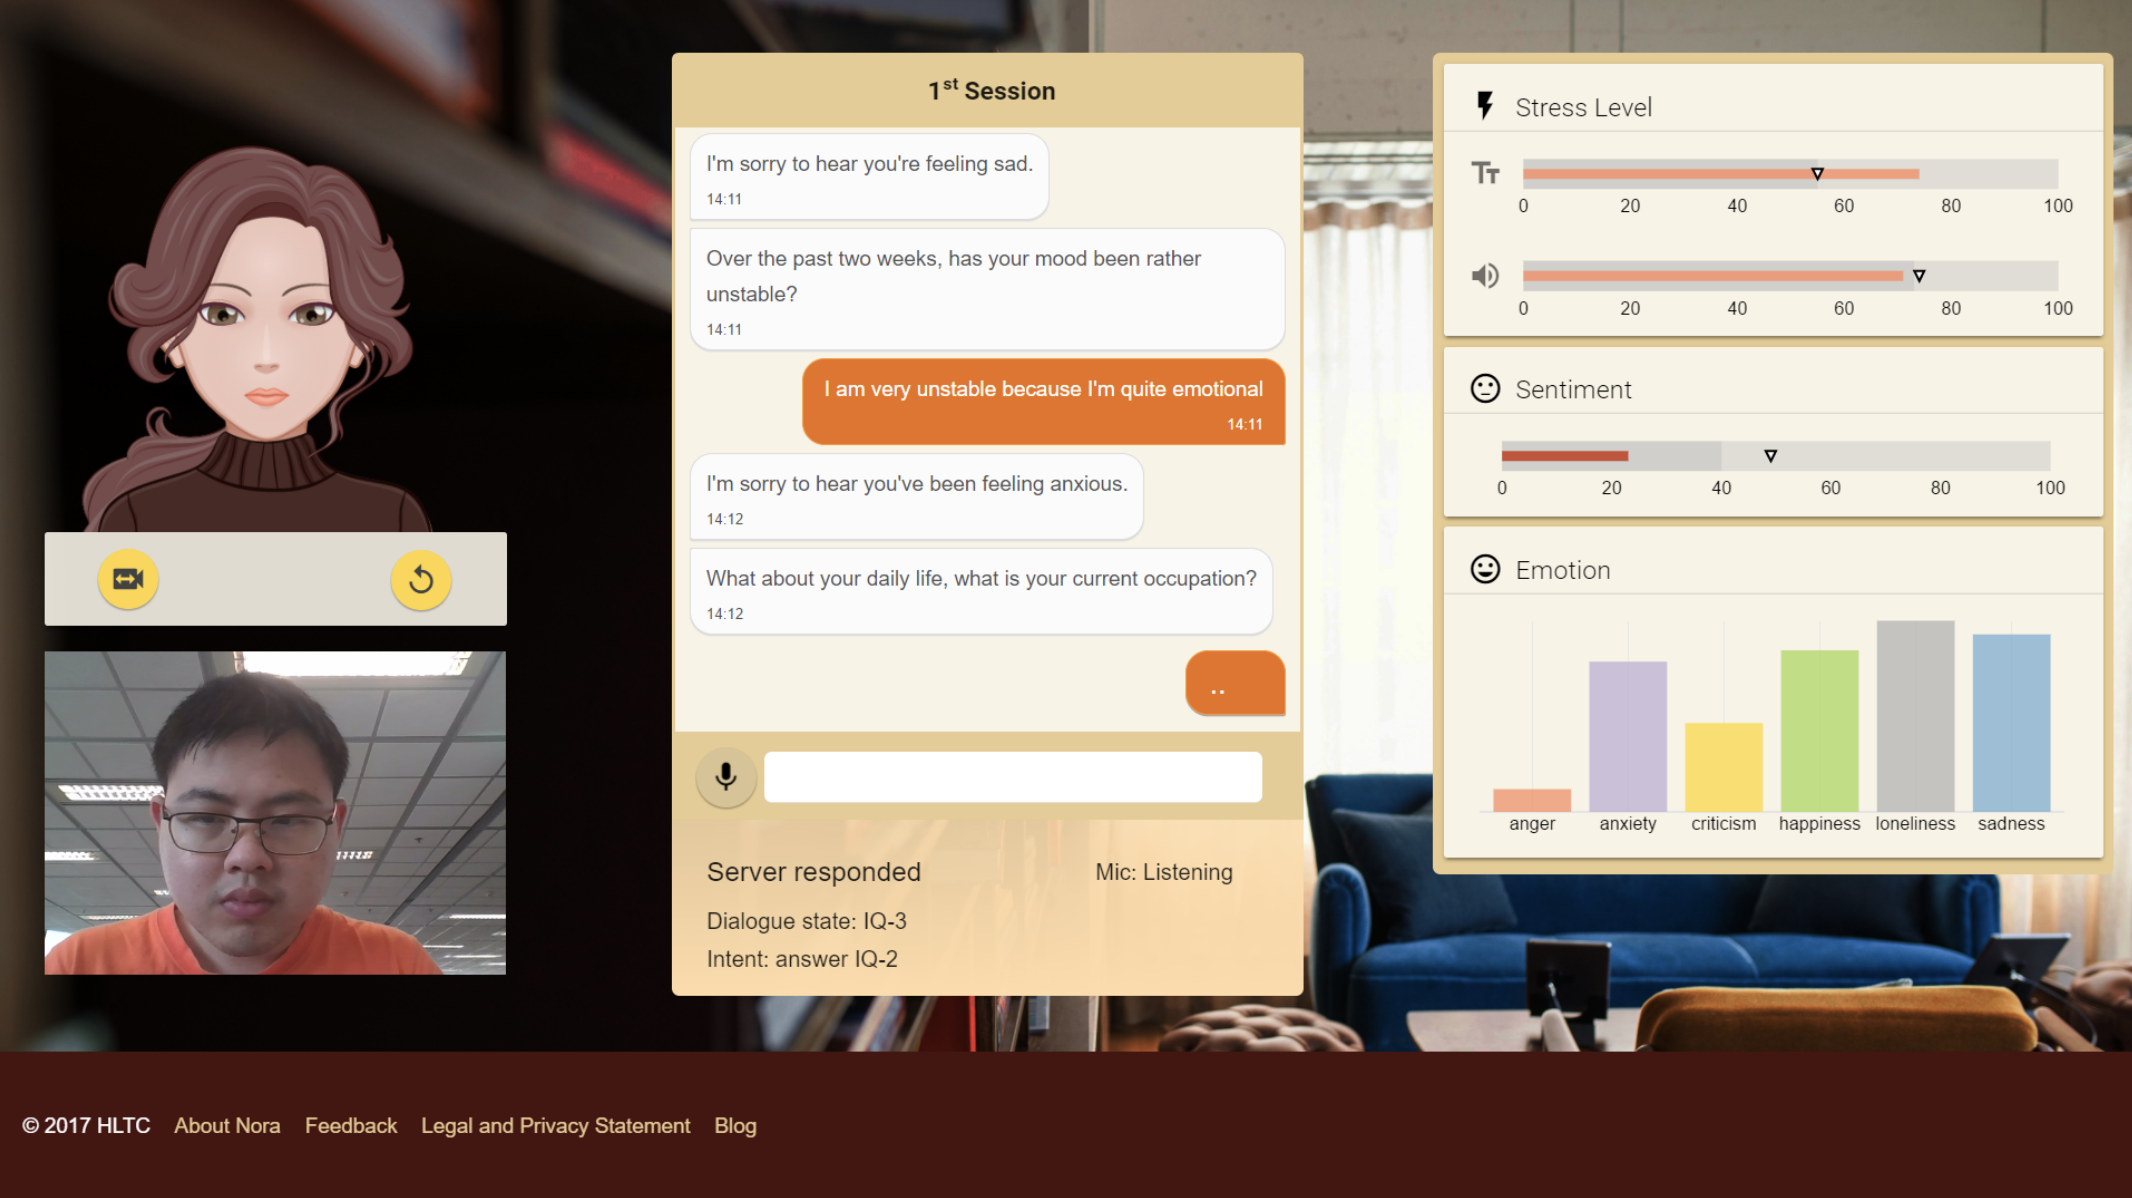 1st Session
I'm sorry to hear you're feeling sad.
14:11
Over the past two weeks, has your mood been rather
unstable?
14:11
I am very unstable because I'm quite emotional
14:11
I'm sorry to hear you've been feeling anxious.
14:12
What about your daily life, what is your current occupation?
14:12
..
Server responded
Mic: Listening
Dialogue state: IQ-3
Intent: answer IQ-2
Stress Level
TT
0 20 40 60 80 100
0 20 40 60 80 100
Sentiment
0 20 40 60 80 100
Emotion
anger anxiety criticism happiness loneliness sadness
© 2017 HLTC About Nora Feedback Legal and Privacy Statement Blog